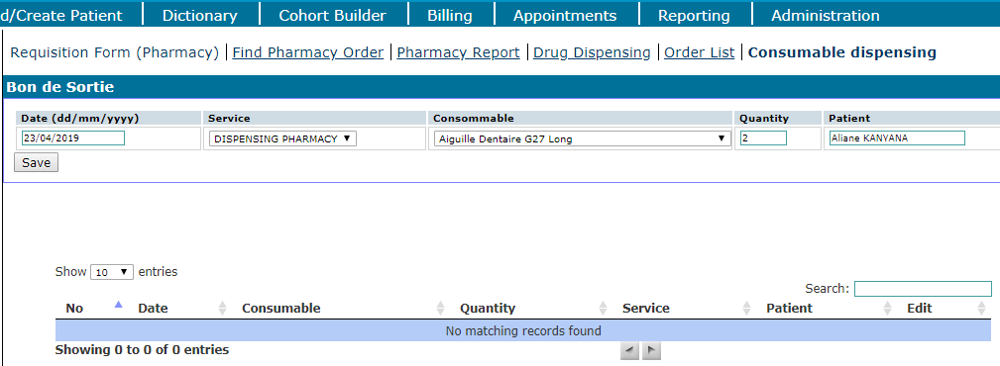 d/Create Patient Dictionary Cohort Builder Billing Appointments Reporting Administration
Requisition Form (Pharmacy) Find Pharmacy Order Pharmacy Report Drug Dispensing Order List Consumable dispensing
Bon de Sortie
Date (dd/mm/yyyy) Service Consommable Quantity Patient
23/04/2019 DISPENSING PHARMACY Aiguille Dentaire G27 Long 2 Aliane KANYANA
Save
Show 10 entries
Search:
No Date Consumable Quantity Service Patient Edit
No matching records found
Showing 0 to 0 of 0 entries